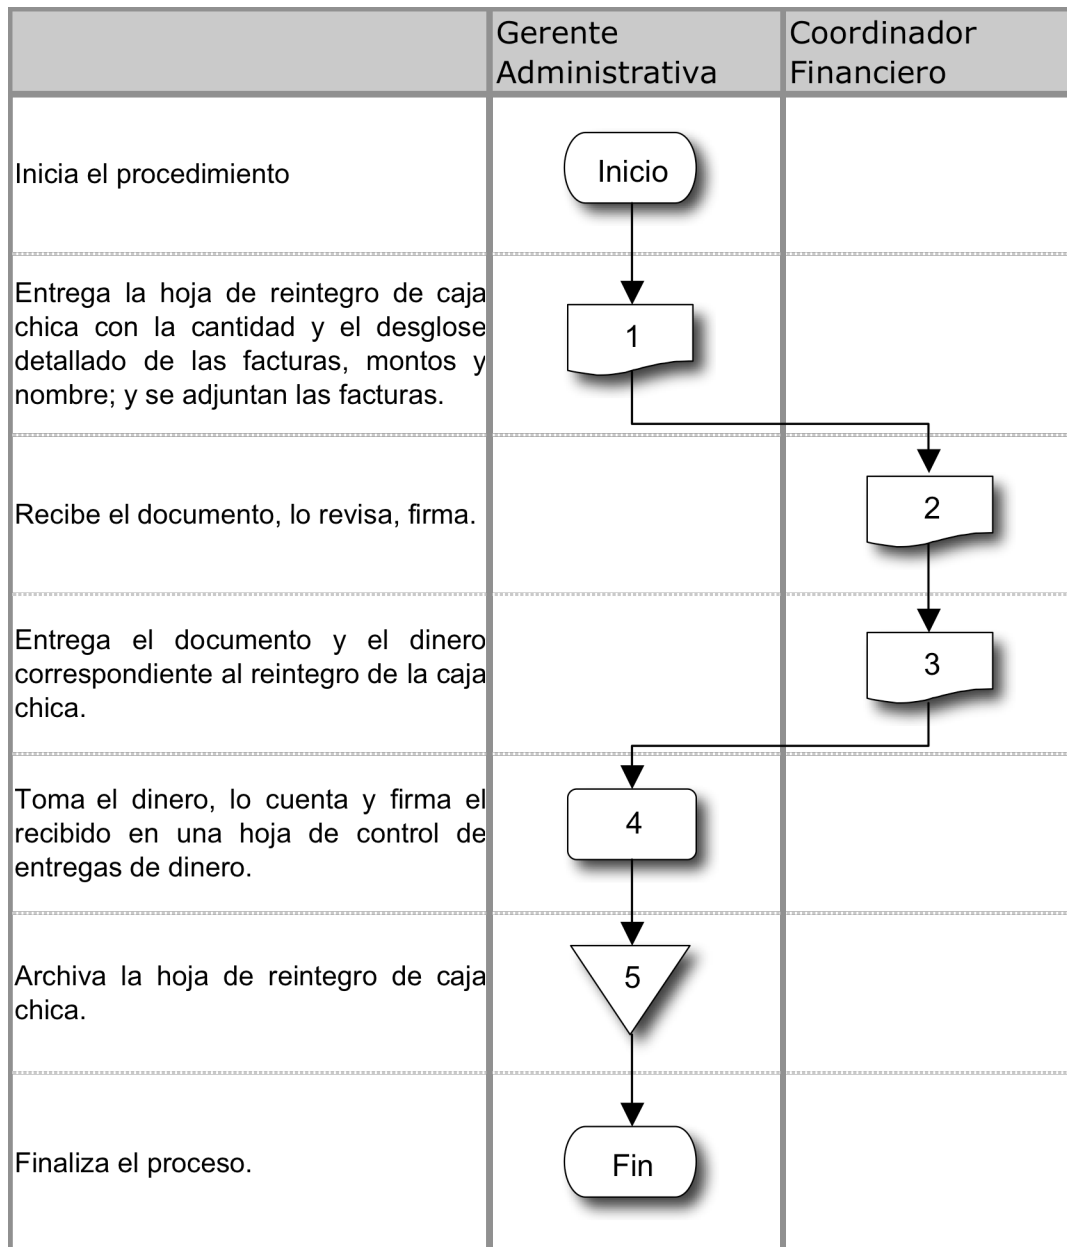 Gerente
Administrativa
Coordinador
Financiero
Inicia el procedimiento
Inicio
Entrega la hoja de reintegro de caja
chica con la cantidad y el desglose
detallado de las facturas, montos y
nombre; y se adjuntan las facturas.
1
Recibe el documento, lo revisa, firma.
2
Entrega el documento y el dinero
correspondiente al reintegro de la caja
chica.
3
Toma el dinero, lo cuenta y firma el
recibido en una hoja de control de
entregas de dinero.
4
Archiva la hoja de reintegro de caja
chica.
5
Finaliza el proceso.
Fin